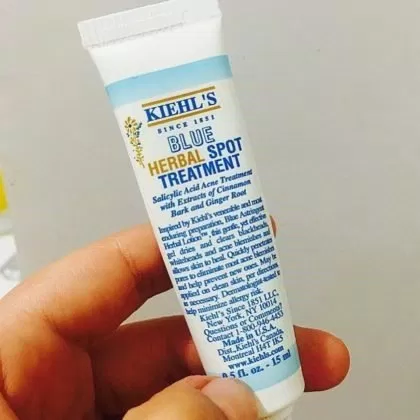 KIEHL'S
SINCE 1851
BLUE
HERBAL SPOT
TREATMENT
Salicylic Acid Acne Treatment
with Extracts of Cinnamon
Bark and Ginger Root
Inspired by Kiehl's venerable and most
enduring preparation, Blue Astringent
Herbal Lotion™, this gentle, yet effective
gel dries and clears blackheads,
whiteheads and acne blemishes and
allows skin to heal. Quickly penetrates
pores to eliminate most acne blemishes
and help prevent new ones. May be
applied on clean skin, per directions
as necessary. Dermatologist-
help minimize allergy risk.
Kiehl's Since 1851 LLC,
New York, NY 10014
Questions or Comments?
Contact 1-800-946-4453
Made in U.S.A.
Dist., Kiehl's Canada,
Montreal H4T 1K5
www.kiehls.com
0.5 fl. oz. - 15 ml